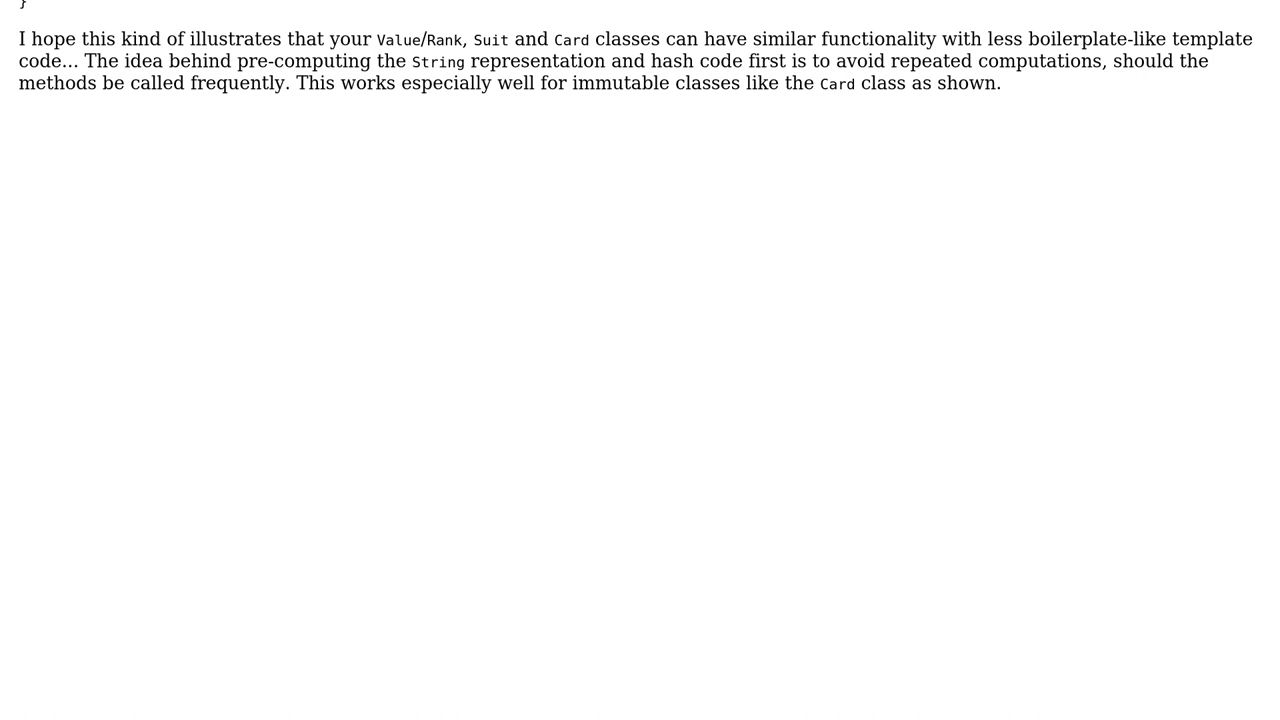 }
I hope this kind of illustrates that your Value/Rank, Suit and Card classes can have similar functionality with less boilerplate-like template
code... The idea behind pre-computing the String representation and hash code first is to avoid repeated computations, should the
methods be called frequently. This works especially well for immutable classes like the Card class as shown.